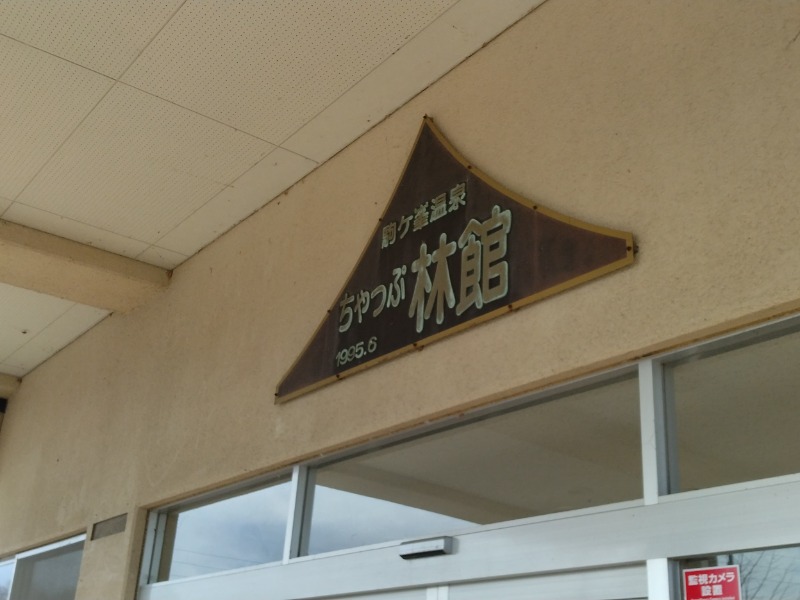 駒ケ峯温泉
ちゃっぷ林館
1995.6
監視カメラ
設置